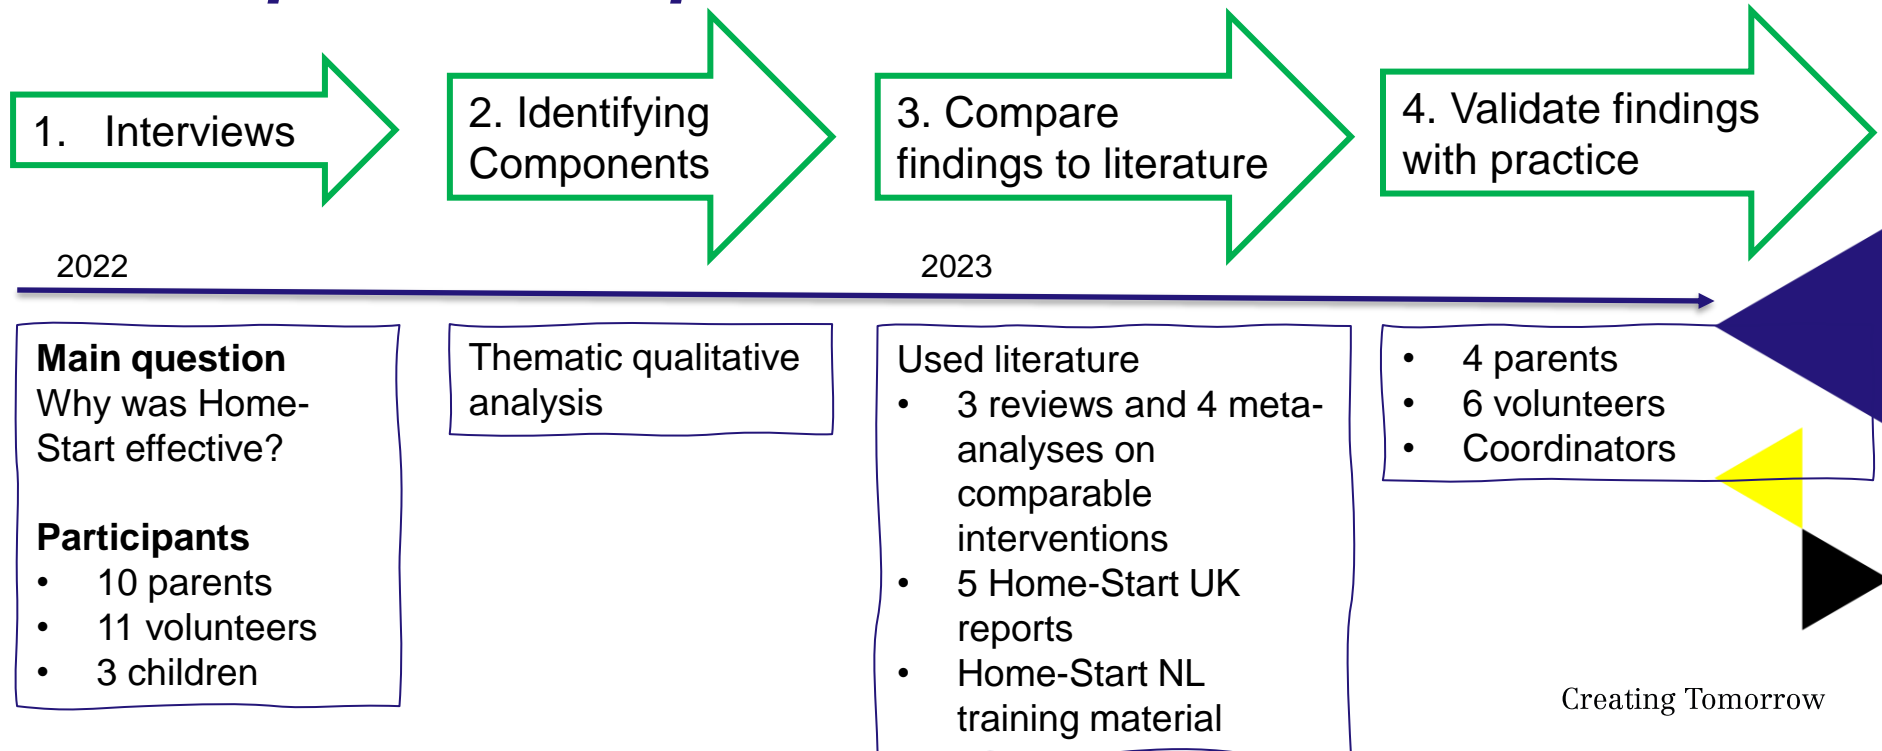 1. Interviews
2. Identifying
Components
3. Compare
findings to literature
4. Validate findings
with practice
2022
2023
Main question
Why was Home-
Start effective?
Participants
• 10 parents
• 11 volunteers
• 3 children
Thematic qualitative
analysis
Used literature
• 3 reviews and 4 meta-
analyses on
comparable
interventions
• 5 Home-Start UK
reports
• Home-Start NL
training material
• 4 parents
• 6 volunteers
• Coordinators
Creating Tomorrow